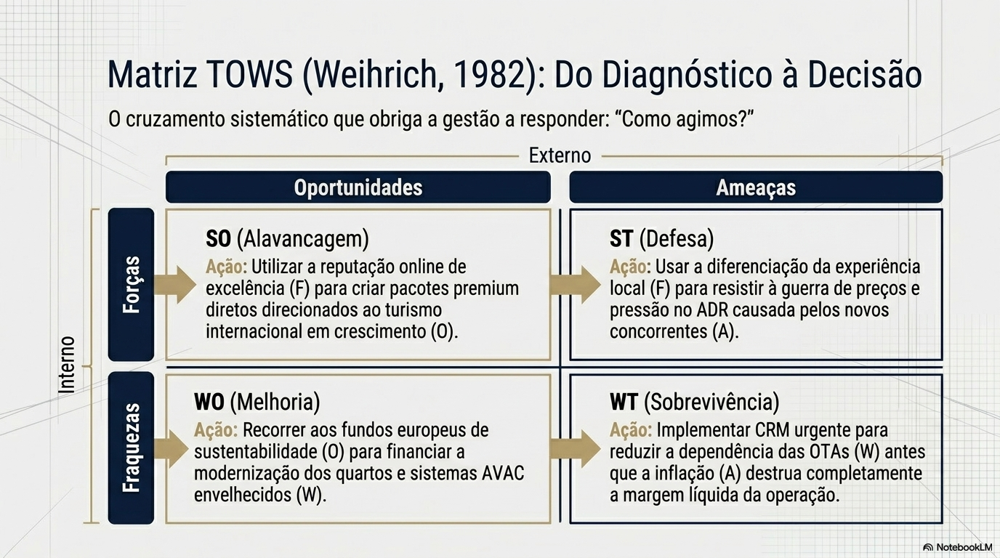 Matriz TOWS (Weihrich, 1982): Do Diagnóstico à Decisão
O cruzamento sistemático que obriga a gestão a responder: “Como agimos?”
Externo
Oportunidades
Ameaças
Interno
Forças
SO (Alavancagem)
Ação: Utilizar a reputação online de
excelência (F) para criar pacotes premium
diretos direcionados ao turismo
internacional em crescimento (O).
ST (Defesa)
Ação: Usar a diferenciação da experiência
local (F) para resistir à guerra de preços e
pressão no ADR causada pelos novos
concorrentes (A).
Fraquezas
WO (Melhoria)
Ação: Recorrer aos fundos europeus de
sustentabilidade (O) para financiar a
modernização dos quartos e sistemas AVAC
envelhecidos (W).
WT (Sobrevivência)
Ação: Implementar CRM urgente para
reduzir a dependência das OTAs (W) antes
que a inflação (A) destrua completamente
a margem líquida da operação.
NotebookLM